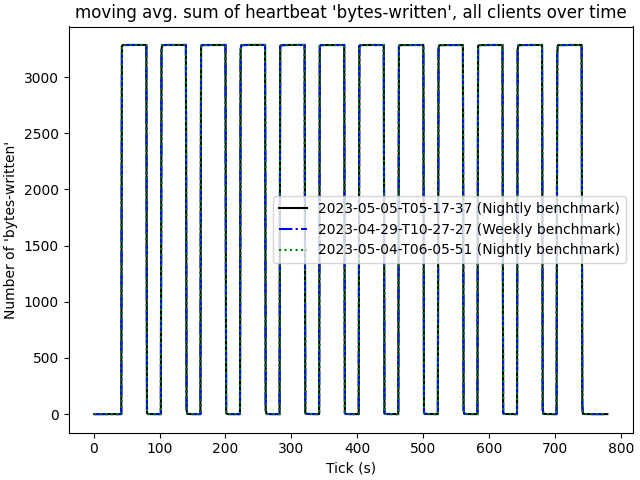 moving avg. sum of heartbeat 'bytes-written', all clients over time
Number of 'bytes-written'
3000
2500
2000
1500
1000
500
0
2023-05-05-T05-17-37 (Nightly benchmark)
2023-04-29-T10-27-27 (Weekly benchmark)
2023-05-04-T06-05-51 (Nightly benchmark)
0 100 200 300 400 500 600 700 800
Tick (s)